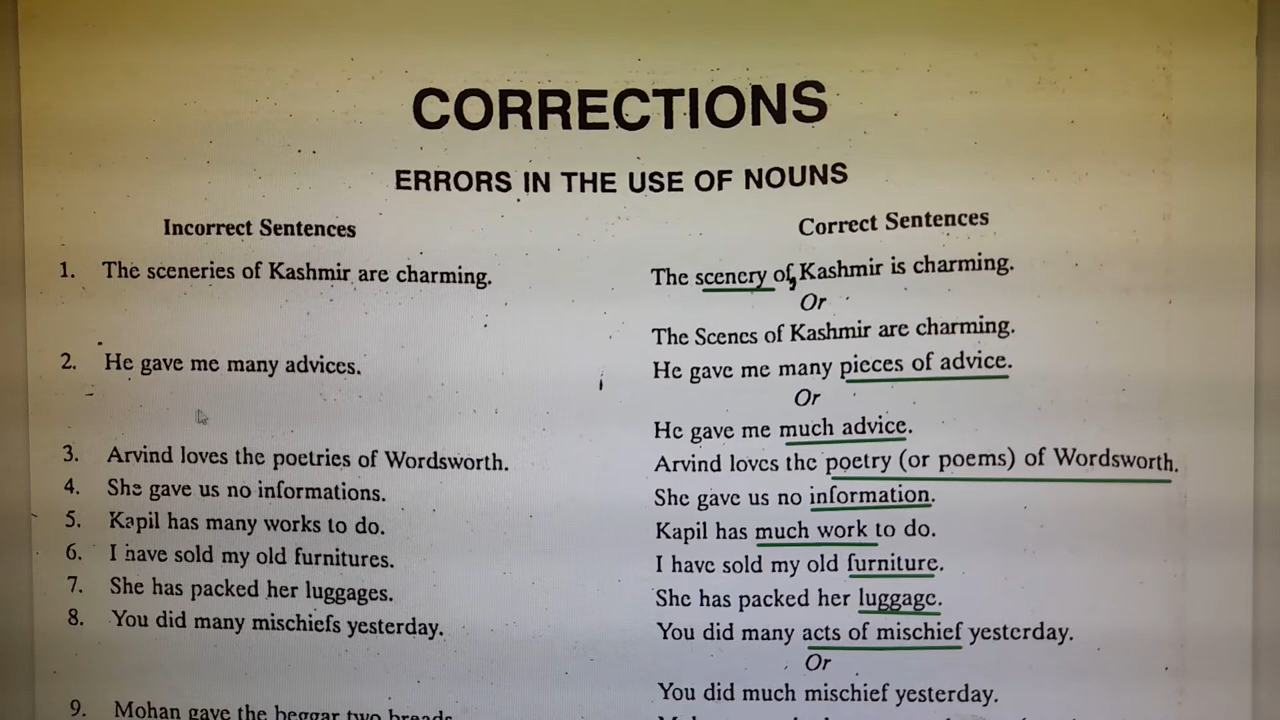 CORRECTIONS
ERRORS IN THE USE OF NOUNS
Incorrect Sentences Correct Sentences
1. The sceneries of Kashmir are charming. The scenery of Kashmir is charming.
Or
The Scenes of Kashmir are charming.
2. He gave me many advices. He gave me many pieces of advice.
Or
He gave me much advice.
3. Arvind loves the poetries of Wordsworth. Arvind loves the poetry (or poems) of Wordsworth.
4. She gave us no informations. She gave us no information.
5. Kapil has many works to do. Kapil has much work to do.
6. I have sold my old furnitures. I have sold my old furniture.
7. She has packed her luggages. She has packed her luggage.
8. You did many mischiefs yesterday. You did many acts of mischief yesterday.
Or
You did much mischief yesterday.
9. Mohan gave the beggar two breads